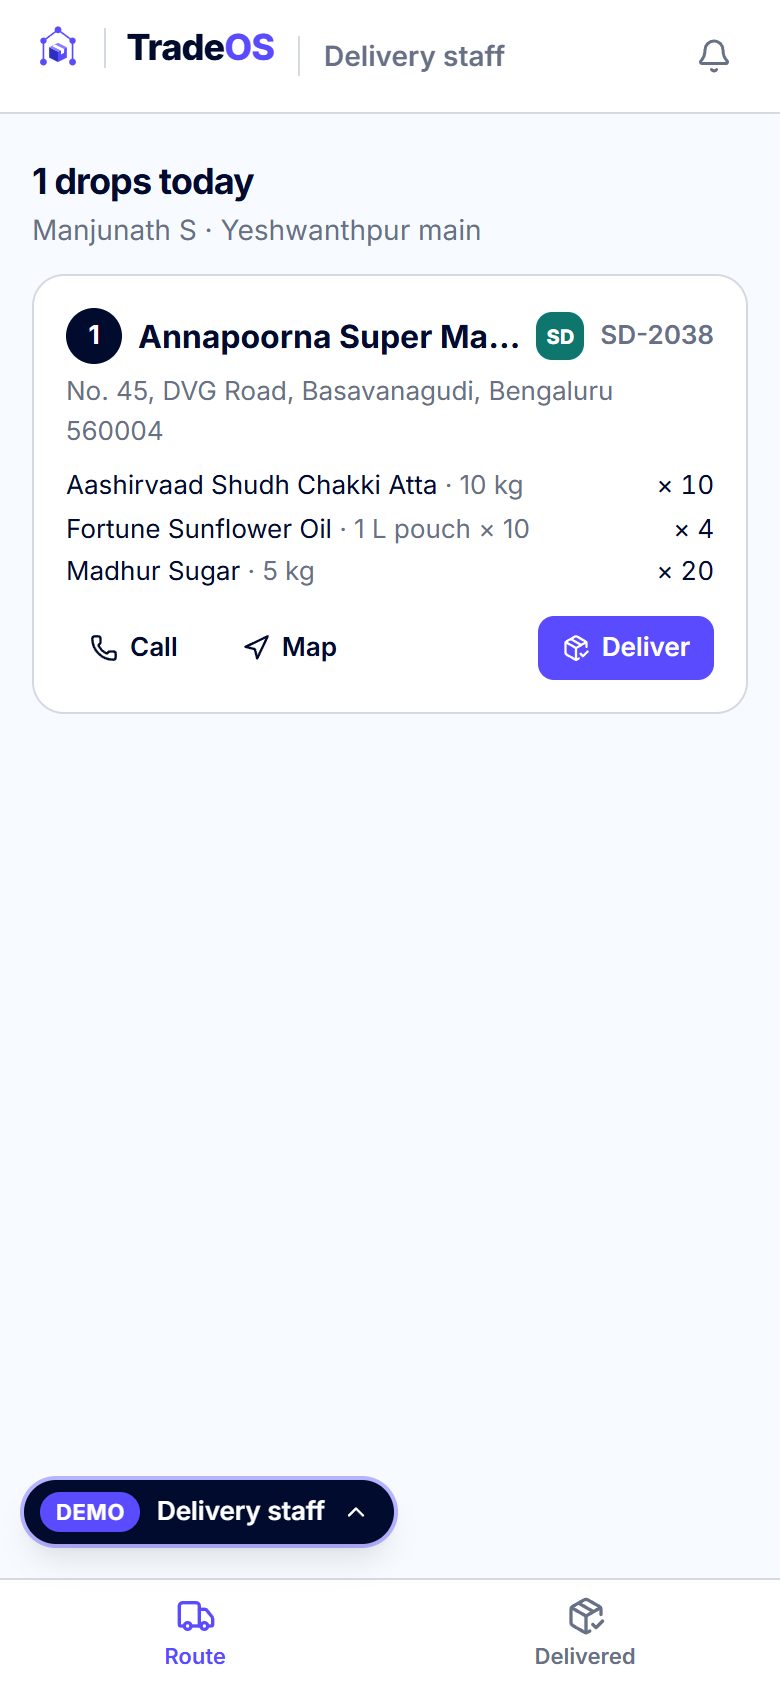 TradeOS
Delivery staff
1 drops today
Manjunath S · Yeshwanthpur main
1 Annapoorna Super Ma... SD SD-2038
No. 45, DVG Road, Basavanagudi, Bengaluru
560004
Aashirvaad Shudh Chakki Atta · 10 kg × 10
Fortune Sunflower Oil · 1 L pouch × 10 × 4
Madhur Sugar · 5 kg × 20
Call Map Deliver
DEMO Delivery staff
Route Delivered